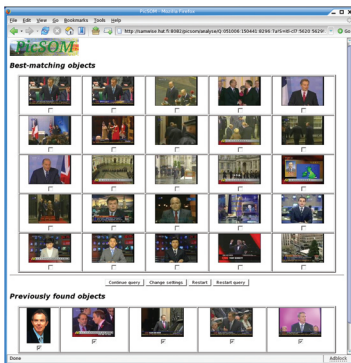 PicSOM - Mozilla Firefox
File Edit View Go Bookmarks Tools Help
PicSOM
Best-matching objects
Continue query Change settings Restart Restart query
Previously found objects
Done Adblock